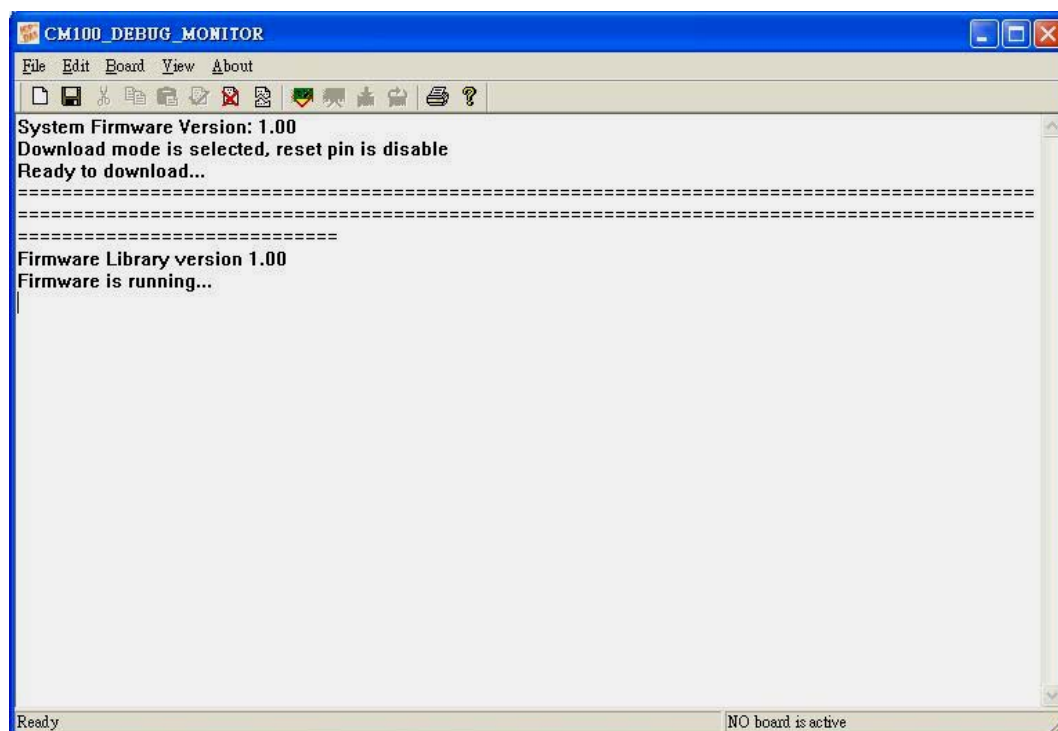 CM100_DEBUG_MONITOR
File Edit Board View About
System Firmware Version: 1.00
Download mode is selected, reset pin is disable
Ready to download...
============================================================================================
============================================================================================
=============================
Firmware Library version 1.00
Firmware is running...
Ready NO board is active